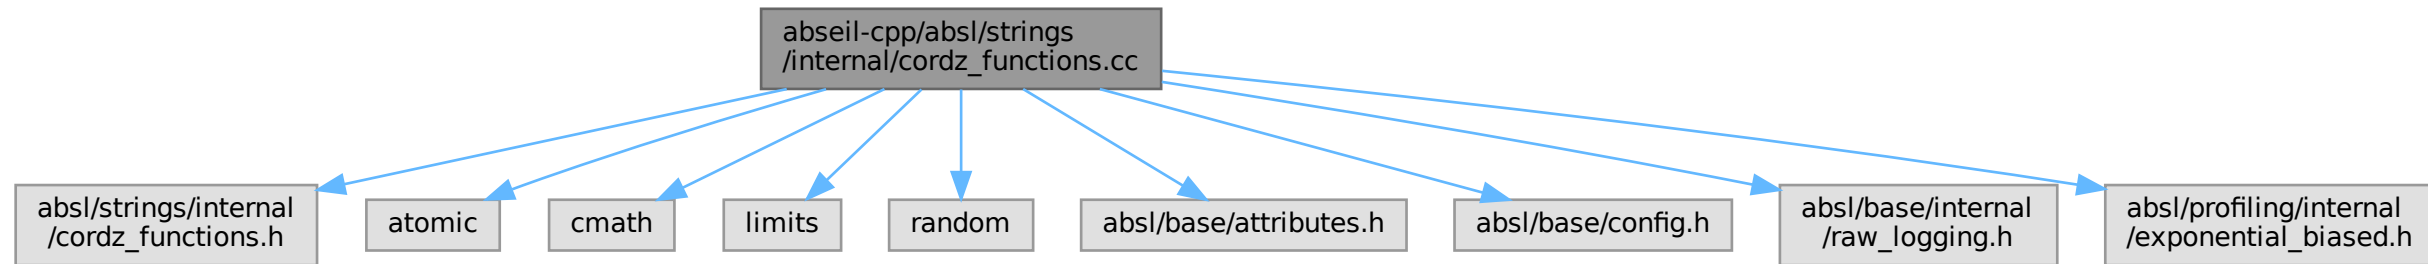 abseil-cpp/absl/strings
/internal/cordz_functions.cc
absl/strings/internal
/cordz_functions.h
atomic
cmath
limits
random
absl/base/attributes.h
absl/base/config.h
absl/base/internal
/raw_logging.h
absl/profiling/internal
/exponential_biased.h